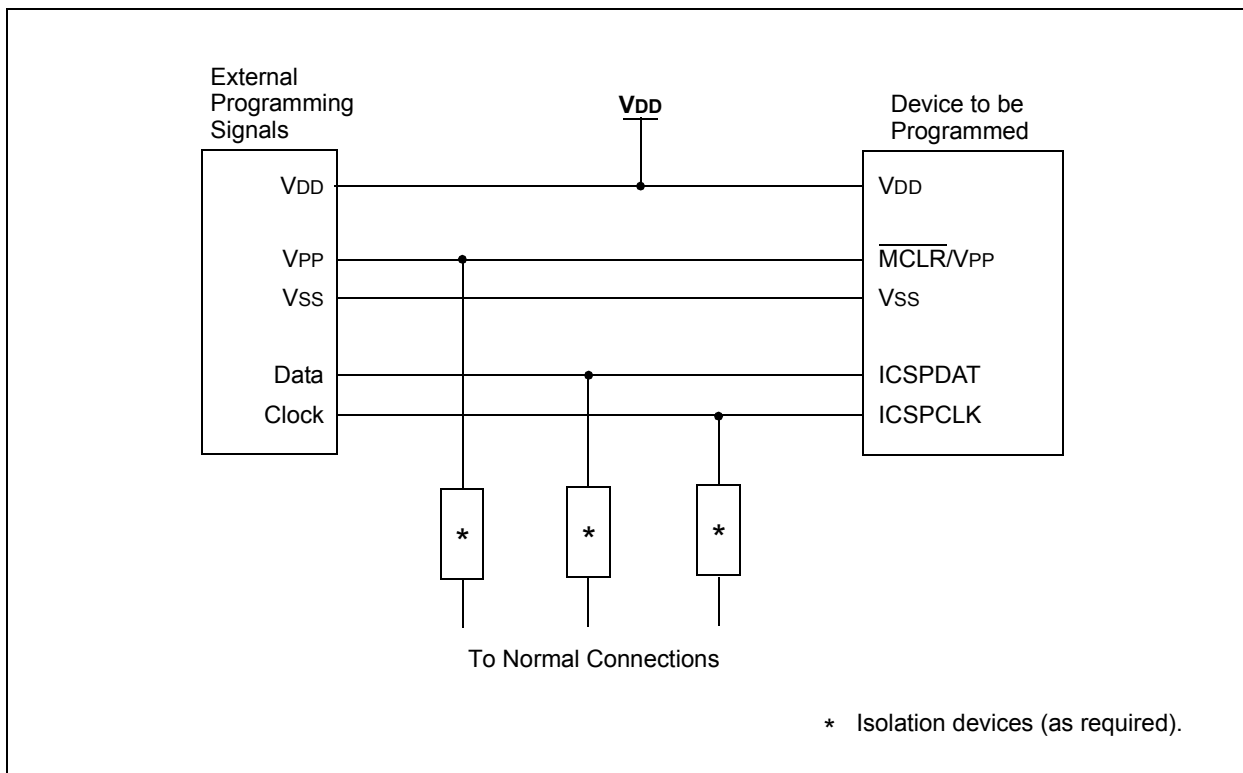 External
Programming
Signals
VDD
Device to be
Programmed
VDD
VDD
VPP
MCLR/VPP
VSS
VSS
Data
ICSPDAT
Clock
ICSPCLK
*
*
*
To Normal Connections
* Isolation devices (as required).